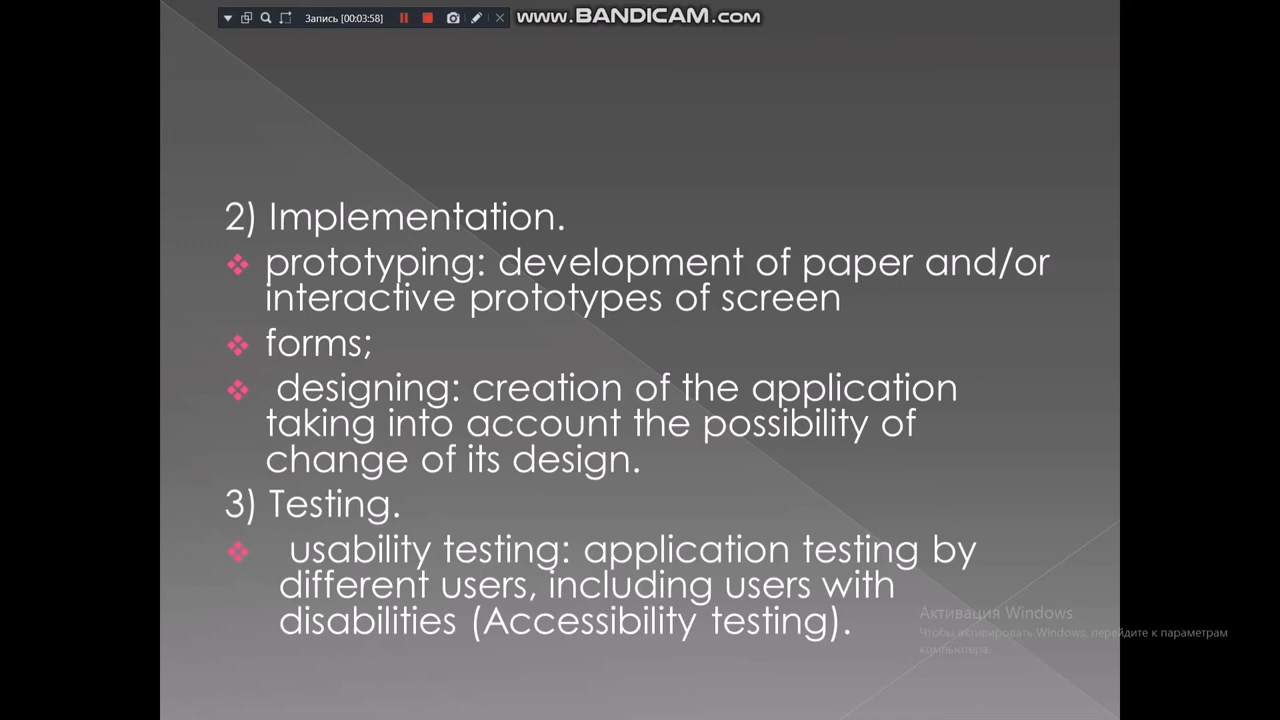 Запись [00:03:58]
www.BANDICAM.com
2) Implementation.
prototyping: development of paper and/or
interactive prototypes of screen
forms;
designing: creation of the application
taking into account the possibility of
change of its design.
3) Testing.
usability testing: application testing by
different users, including users with
disabilities (Accessibility testing).
Активация Windows
Чтобы активировать Windows, перейдите к параметрам
компьютера.